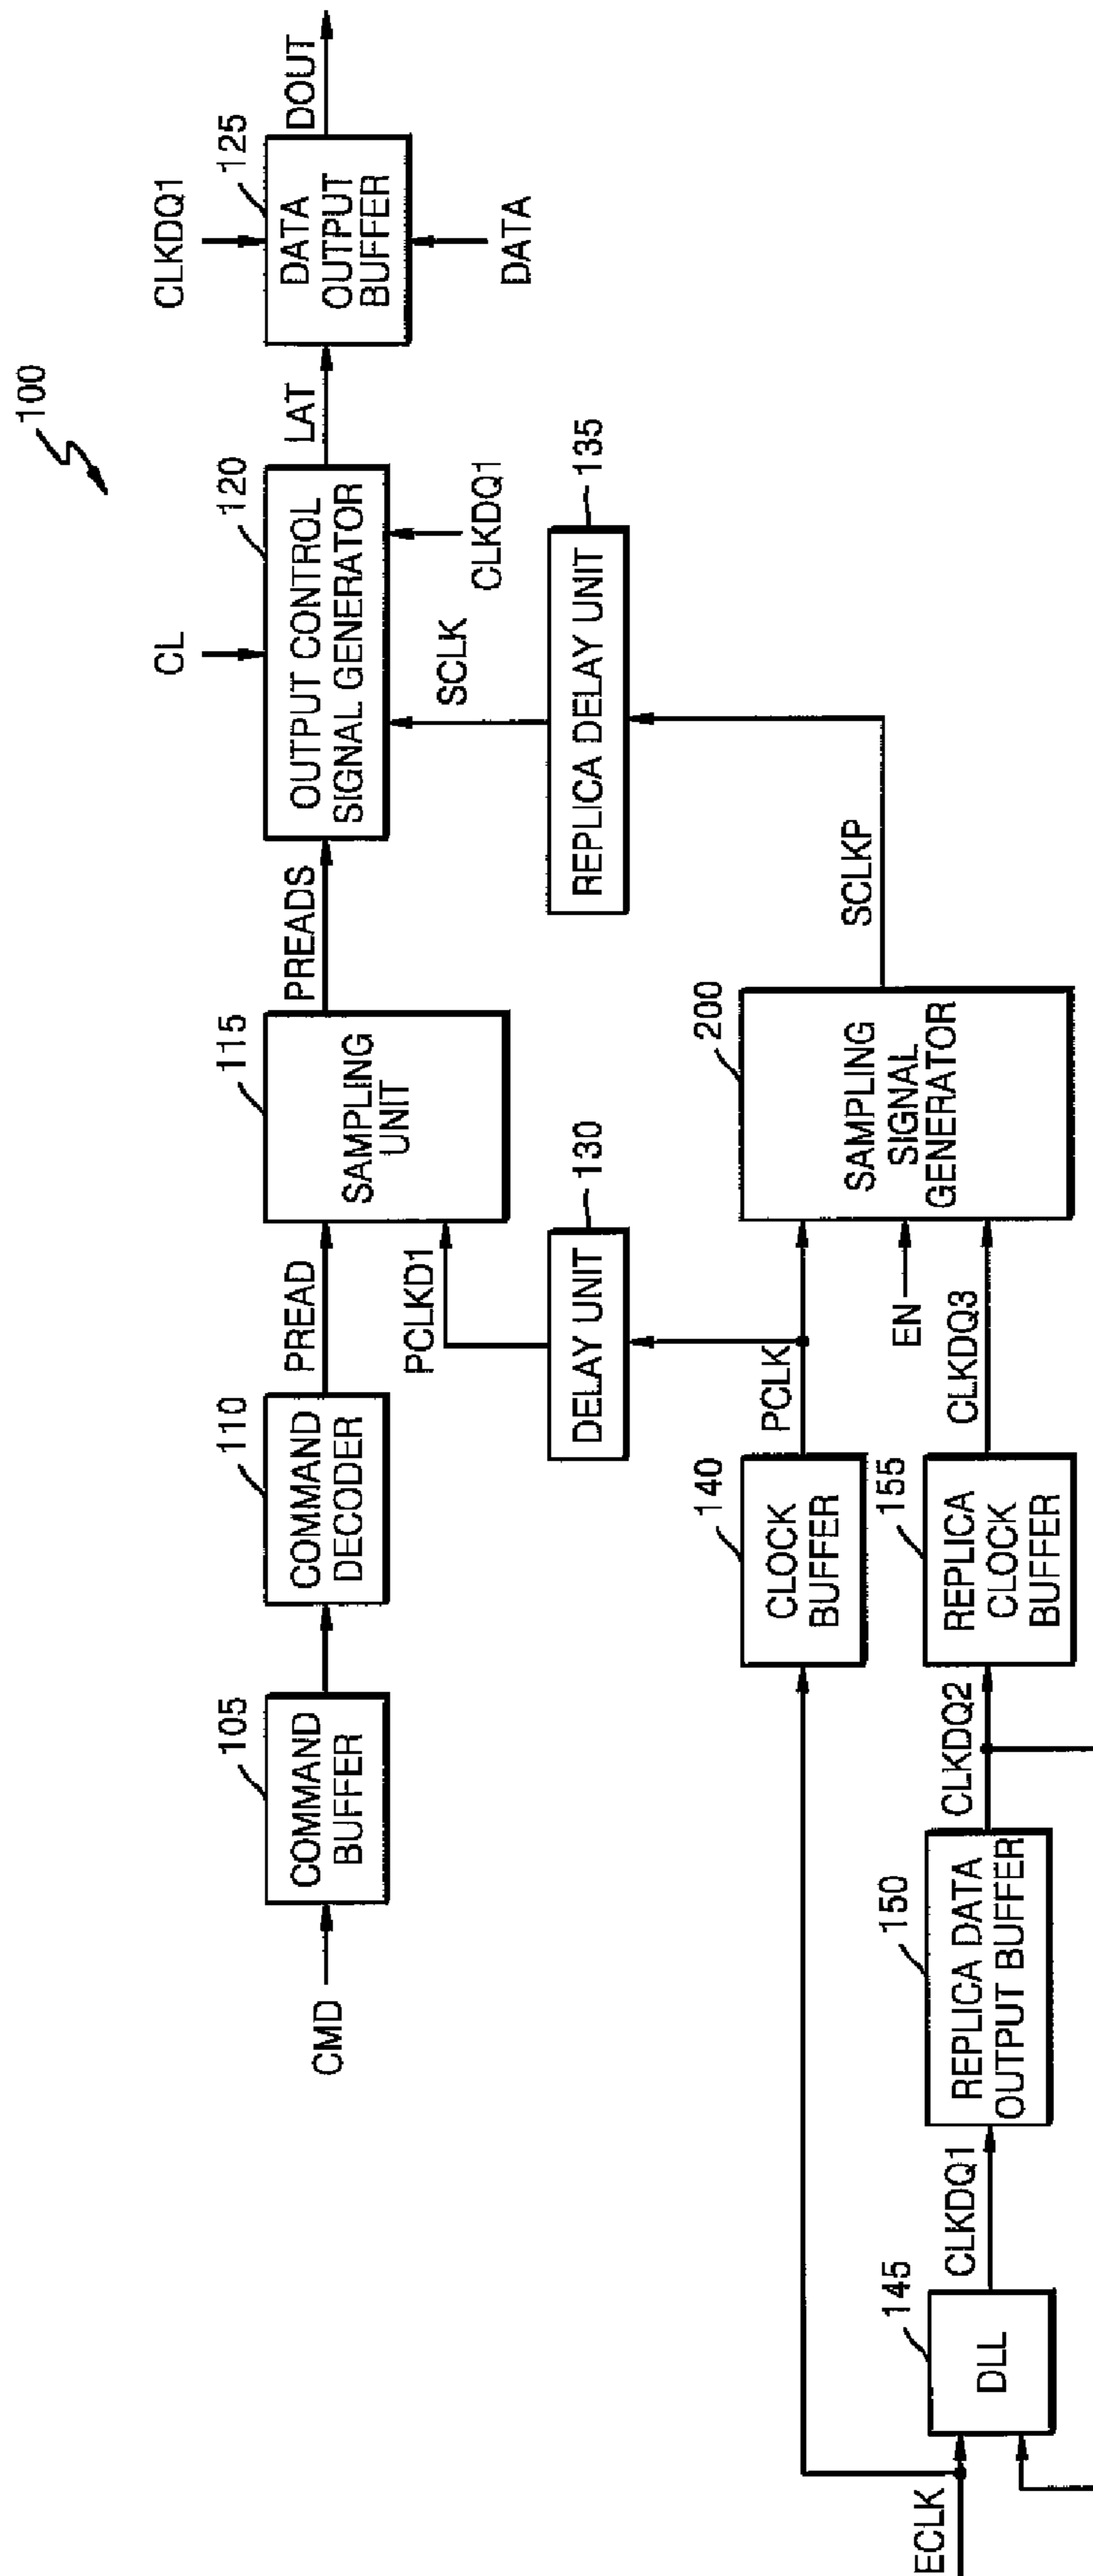 100
CMD
105
COMMAND
BUFFER
110
COMMAND
DECODER
PREAD
115
SAMPLING
UNIT
PREADS
CL
120
OUTPUT CONTROL
SIGNAL GENERATOR
LAT
CLKDQ1
125
DATA
OUTPUT
BUFFER
DOUT
DATA
PCLKD1
130
DELAY UNIT
SCLK
CLKDQ1
135
REPLICA DELAY UNIT
140
CLOCK
BUFFER
PCLK
200
SAMPLING
SIGNAL
GENERATOR
SCLKP
EN
ECLK
145
DLL
CLKDQ1
150
REPLICA DATA
OUTPUT BUFFER
CLKDQ2
155
REPLICA
CLOCK
BUFFER
CLKDQ3